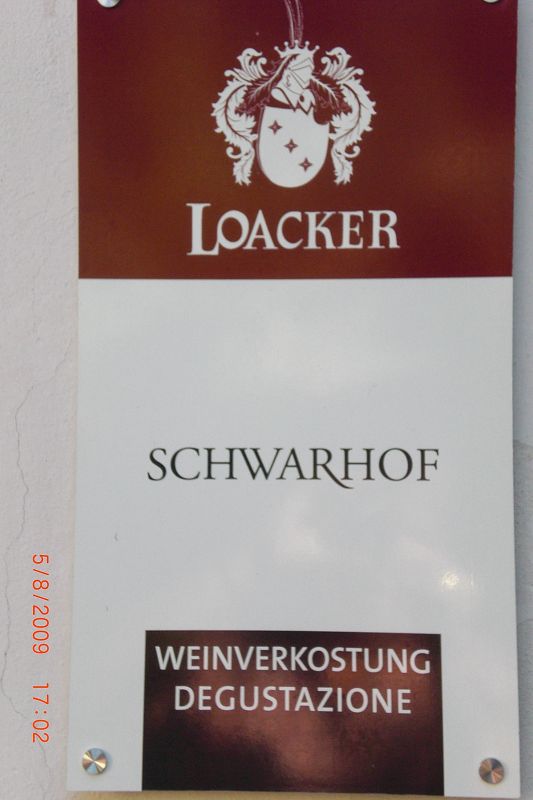 LOACKER
SCHWARHOF
WEINVERKOSTUNG
DEGUSTAZIONE
5/8/2009 17:02